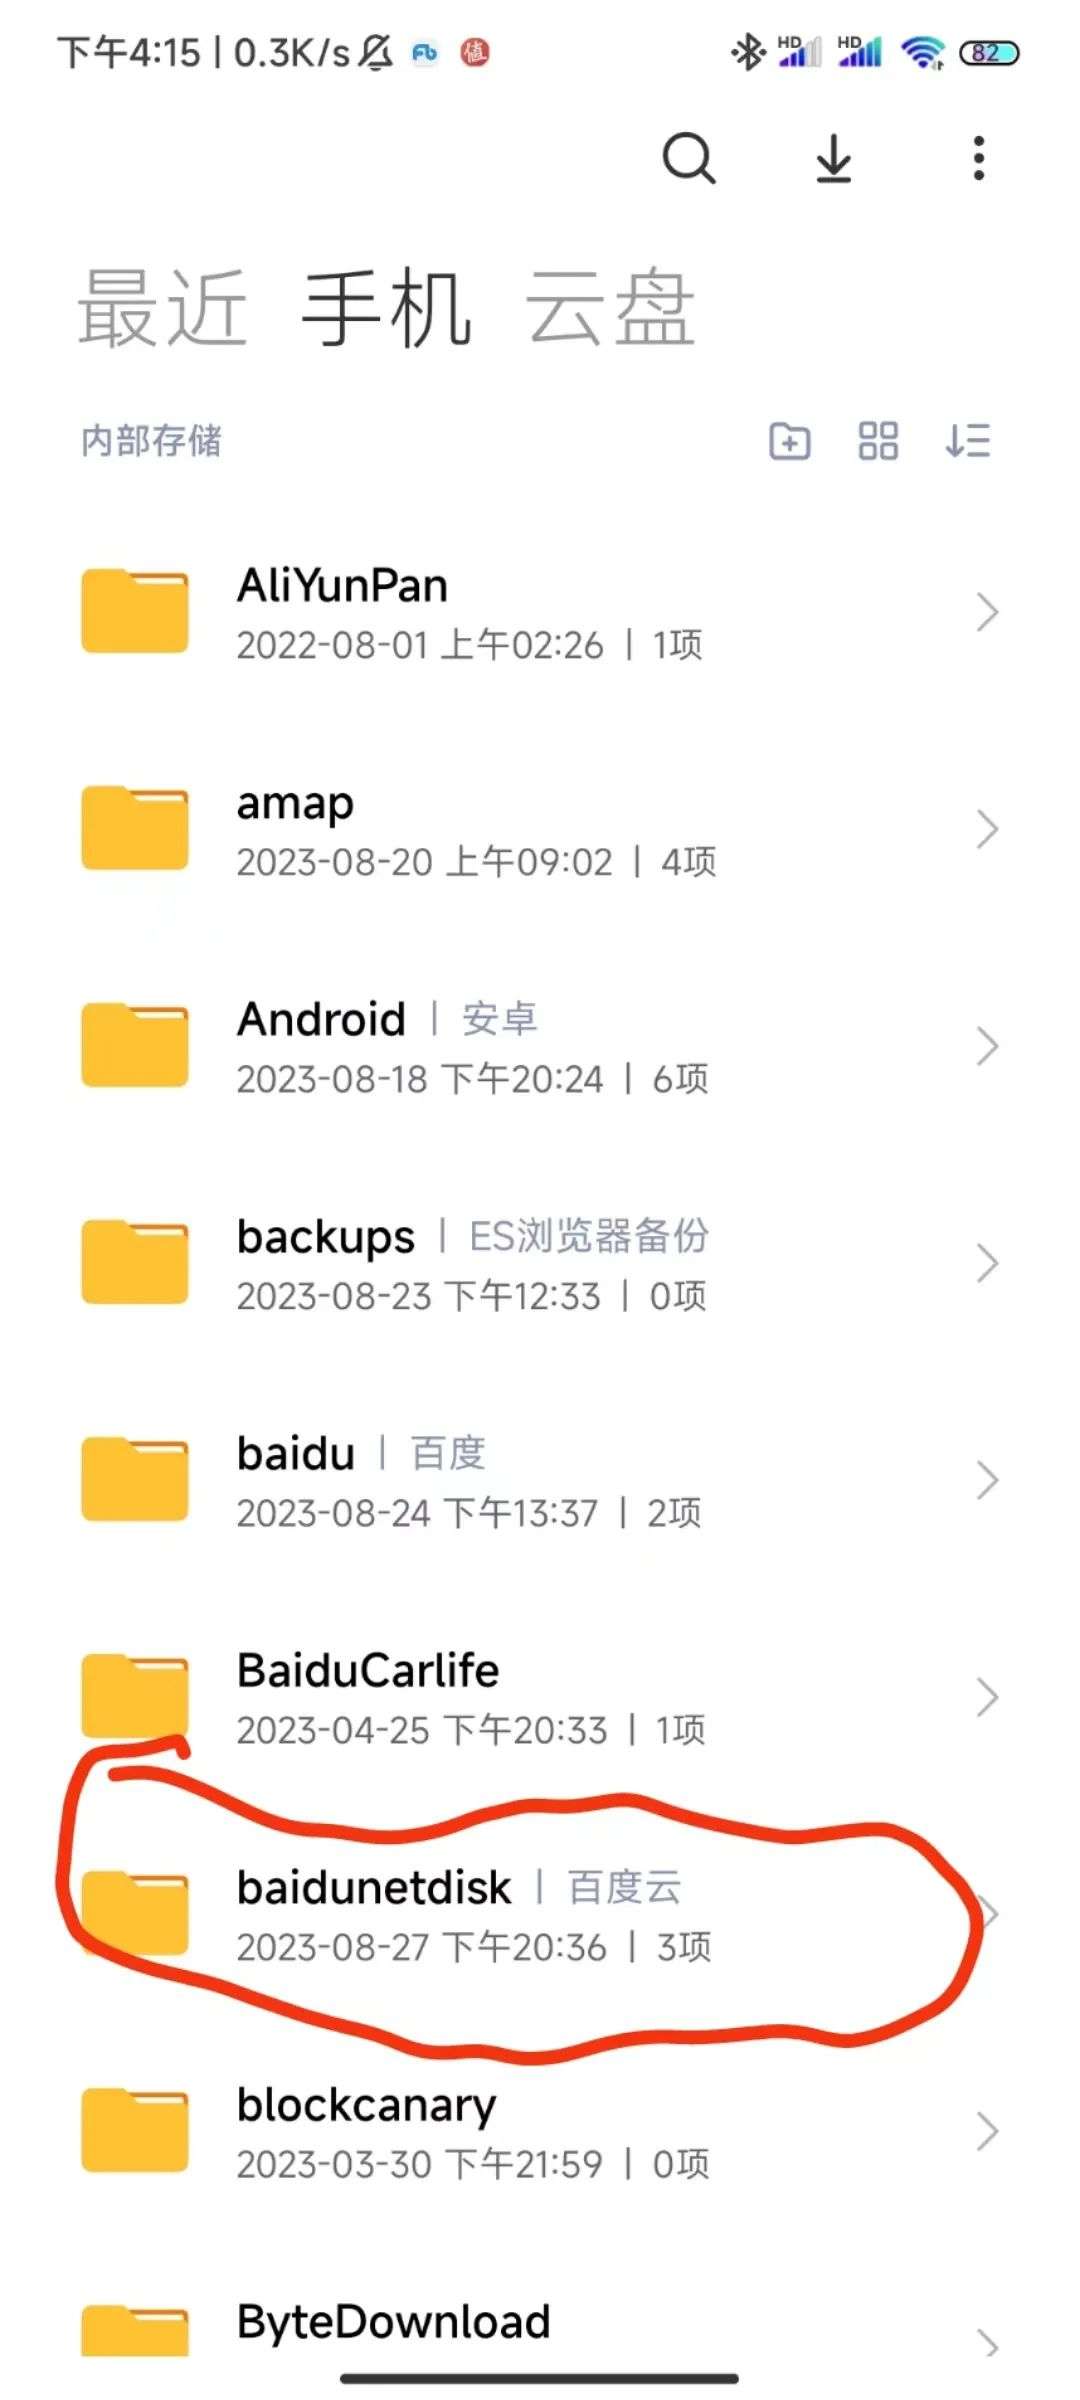 下午4:15 | 0.3K/s 值 HD HD 82
最近 手机 云盘
内部存储
AliYunPan
2022-08-01 上午02:26 | 1项
amap
2023-08-20 上午09:02 | 4项
Android | 安卓
2023-08-18 下午20:24 | 6项
backups | ES浏览器备份
2023-08-23 下午12:33 | 0项
baidu | 百度
2023-08-24 下午13:37 | 2项
BaiduCarlife
2023-04-25 下午20:33 | 1项
baidunetdisk | 百度云
2023-08-27 下午20:36 | 3项
blockcanary
2023-03-30 下午21:59 | 0项
ByteDownload